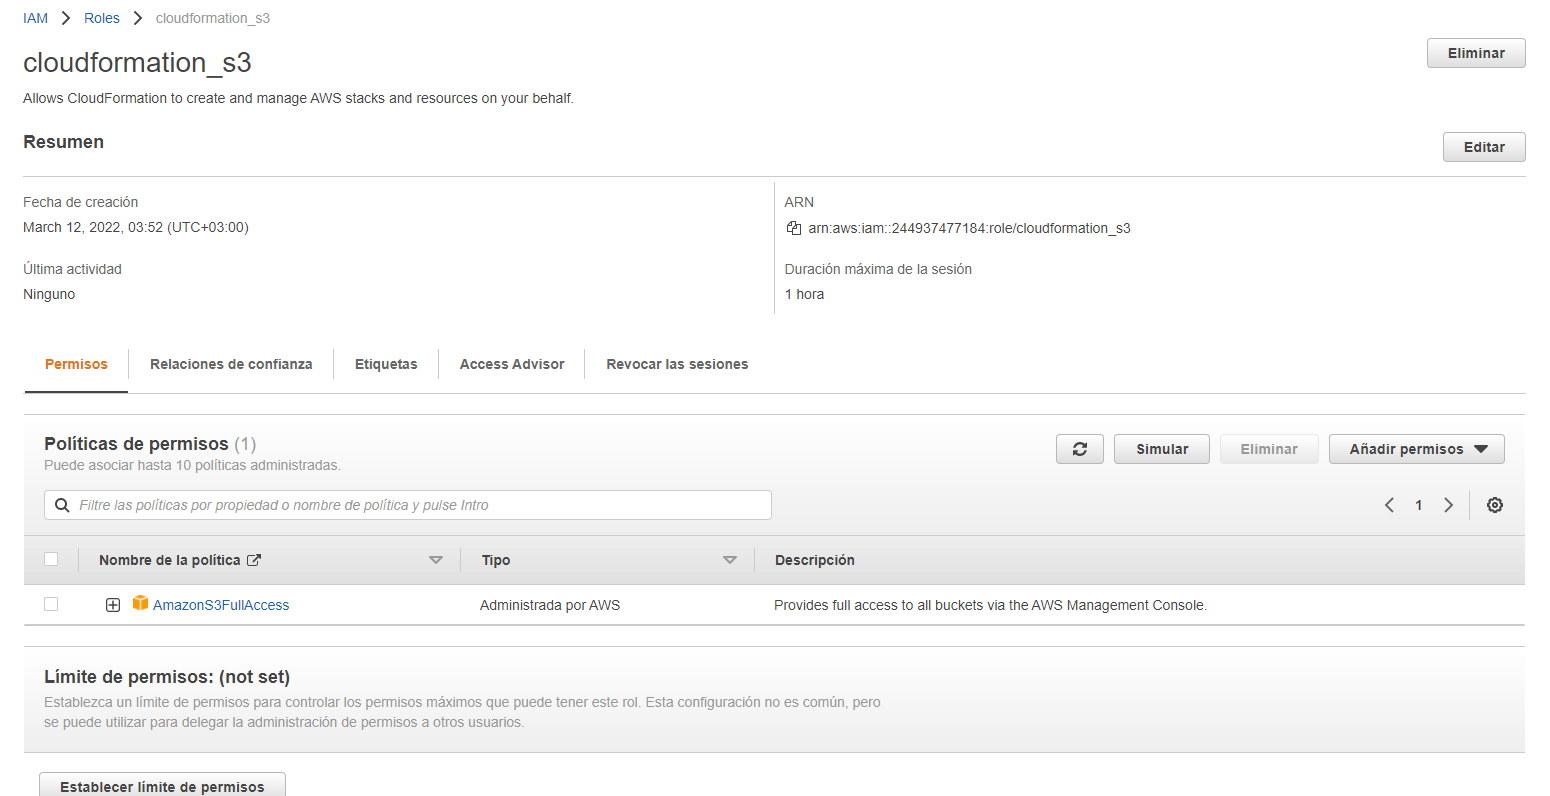 IAM > Roles > cloudformation_s3
cloudformation_s3
Eliminar
Allows CloudFormation to create and manage AWS stacks and resources on your behalf.
Resumen
Editar
Fecha de creación
March 12, 2022, 03:52 (UTC+03:00)
ARN
arn:aws:iam::244937477184:role/cloudformation_s3
Última actividad
Ninguno
Duración máxima de la sesión
1 hora
Permisos
Relaciones de confianza
Etiquetas
Access Advisor
Revocar las sesiones
Políticas de permisos (1)
Puede asociar hasta 10 políticas administradas.
Simular
Eliminar
Añadir permisos
Filtre las políticas por propiedad o nombre de política y pulse Intro
1
Nombre de la política
Tipo
Descripción
AmazonS3FullAccess
Administrada por AWS
Provides full access to all buckets via the AWS Management Console.
Límite de permisos: (not set)
Establezca un límite de permisos para controlar los permisos máximos que puede tener este rol. Esta configuración no es común, pero
se puede utilizar para delegar la administración de permisos a otros usuarios.
Establecer límite de permisos